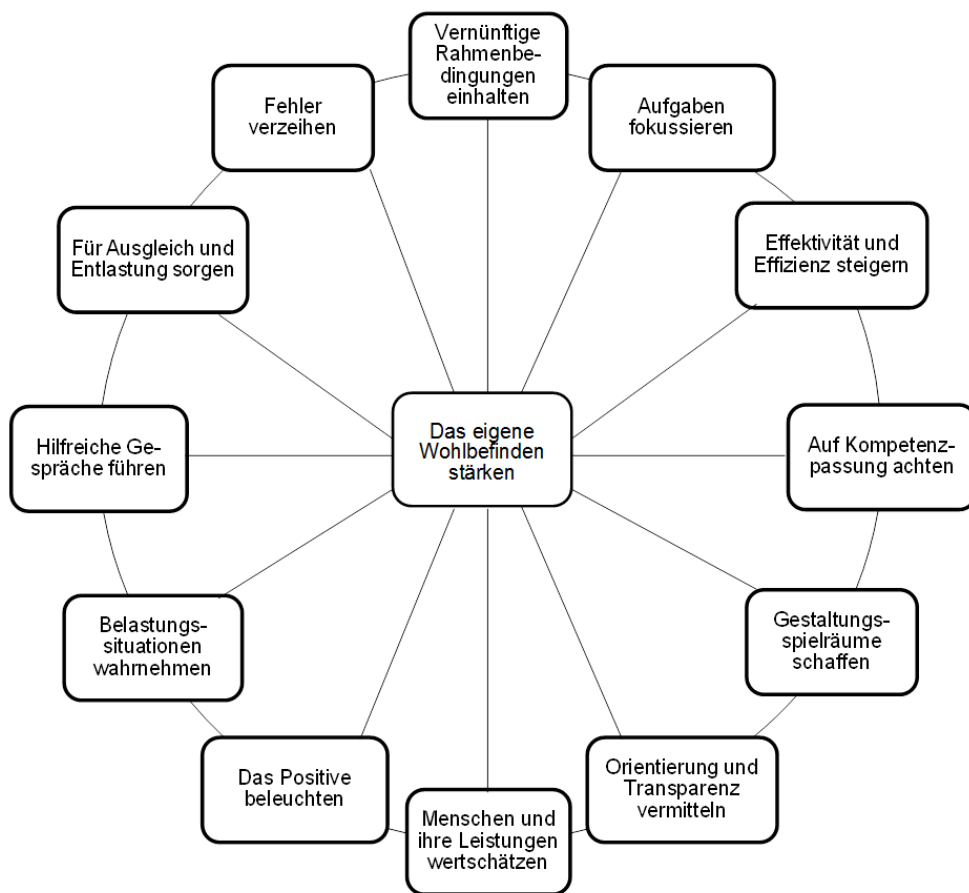 Vernünftige
Rahmenbe-
dingungen
einhalten
Aufgaben
fokussieren
Effektivität und
Effizienz steigern
Auf Kompetenz-
passung achten
Gestaltungs-
spielräume
schaffen
Orientierung und
Transparenz
vermitteln
Menschen und
ihre Leistungen
wertschätzen
Das Positive
beleuchten
Belastungs-
situationen
wahrnehmen
Hilfreiche Ge-
spräche führen
Für Ausgleich und
Entlastung sorgen
Fehler
verzeihen
Das eigene
Wohlbefinden
stärken